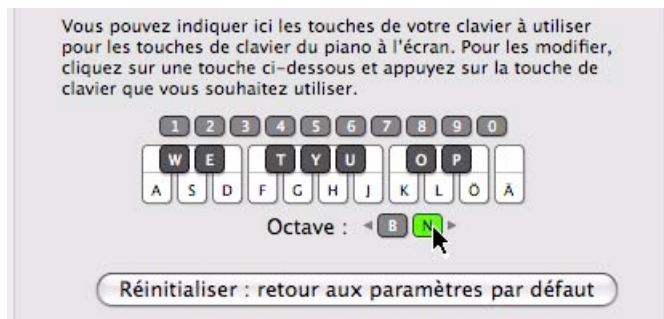 Vous pouvez indiquer ici les touches de votre clavier à utiliser
pour les touches de clavier du piano à l'écran. Pour les modifier,
cliquez sur une touche ci-dessous et appuyez sur la touche de
clavier que vous souhaitez utiliser.
1 2 3 4 5 6 7 8 9 0
W E T Y U O P
A S D F G H J K L Ö Ä
Octave : B N
Réinitialiser : retour aux paramètres par défaut